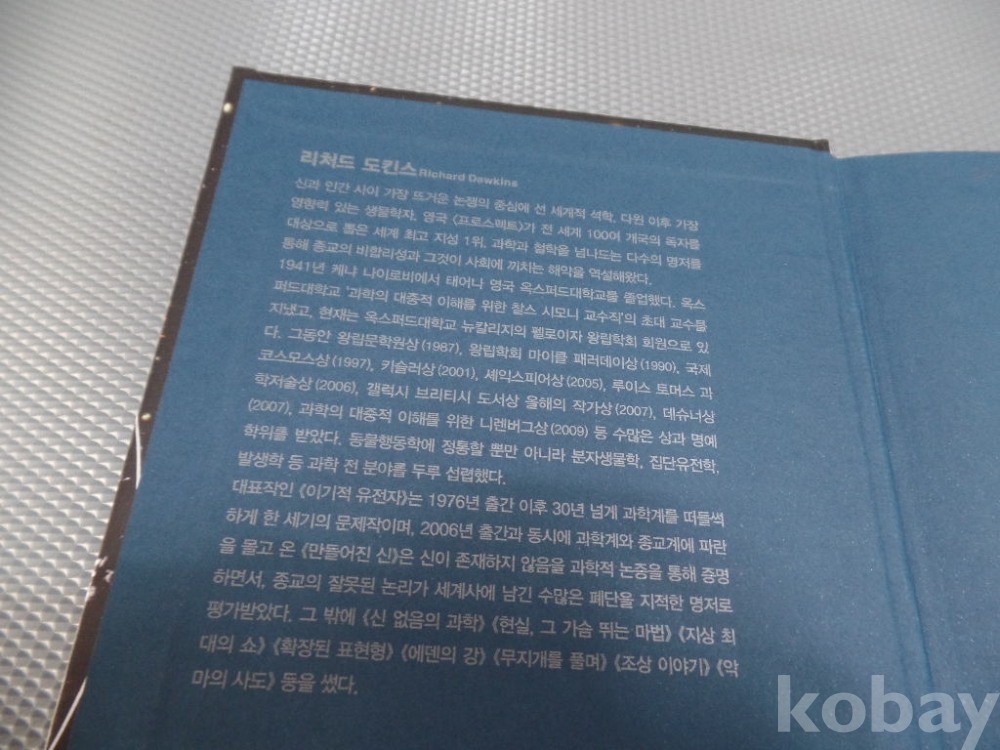 리처드 도킨스 Richard Dawkins
신과 인간 사이 가장 뜨거운 논쟁의 중심에 선 세계적 석학. 다윈 이후 가장
영향력 있는 생물학자. 영국 〈프로스펙트〉가 전 세계 100여 개국의 독자를
대상으로 뽑은 세계 최고 지성 1위. 과학과 철학을 넘나드는 다수의 명저를
통해 종교의 비합리성과 그것이 사회에 끼치는 해악을 역설해왔다.
1941년 케냐 나이로비에서 태어나 영국 옥스퍼드대학교를 졸업했다. 옥스
퍼드대학교 '과학의 대중적 이해를 위한 찰스 시모니 교수직'의 초대 교수를
지냈고, 현재는 옥스퍼드대학교 뉴칼리지의 펠로이자 왕립학회 회원으로 있
다. 그동안 왕립문학원상(1987), 왕립학회 마이클 패러데이상(1990), 국제
코스모스상(1997), 키슬러상(2001), 셰익스피어상(2005), 루이스 토머스 과
학저술상(2006), 갤럭시 브리티시 도서상 올해의 작가상(2007), 데슈너상
(2007), 과학의 대중적 이해를 위한 니렌버그상(2009) 등 수많은 상과 명예
학위를 받았다. 동물행동학에 정통할 뿐만 아니라 분자생물학, 집단유전학,
발생학 등 과학 전 분야를 두루 섭렵했다.
대표작인 《이기적 유전자》는 1976년 출간 이후 30년 넘게 과학계를 떠들썩
하게 한 세기의 문제작이며, 2006년 출간과 동시에 과학계와 종교계에 파란
을 몰고 온 《만들어진 신》은 신이 존재하지 않음을 과학적 논증을 통해 증명
하면서, 종교의 잘못된 논리가 세계사에 남긴 수많은 폐단을 지적한 명저로
평가받았다. 그 밖에 《신 없음의 과학》 《현실, 그 가슴 뛰는 마법》 《지상 최
대의 쇼》 《확장된 표현형》 《에덴의 강》 《무지개를 풀며》 《조상 이야기》 《악
마의 사도》 등을 썼다.
kobay